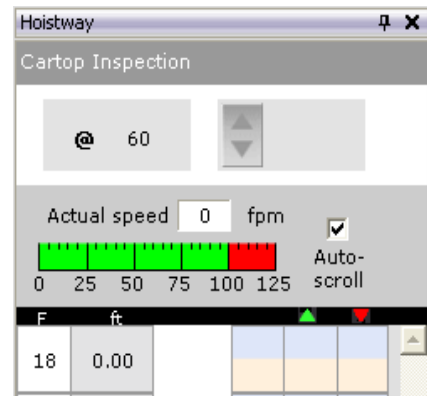 Hoistway
Cartop Inspection
@ 60
Actual speed 0 fpm
Auto-
scroll
0 25 50 75 100 125
F ft
18 0.00